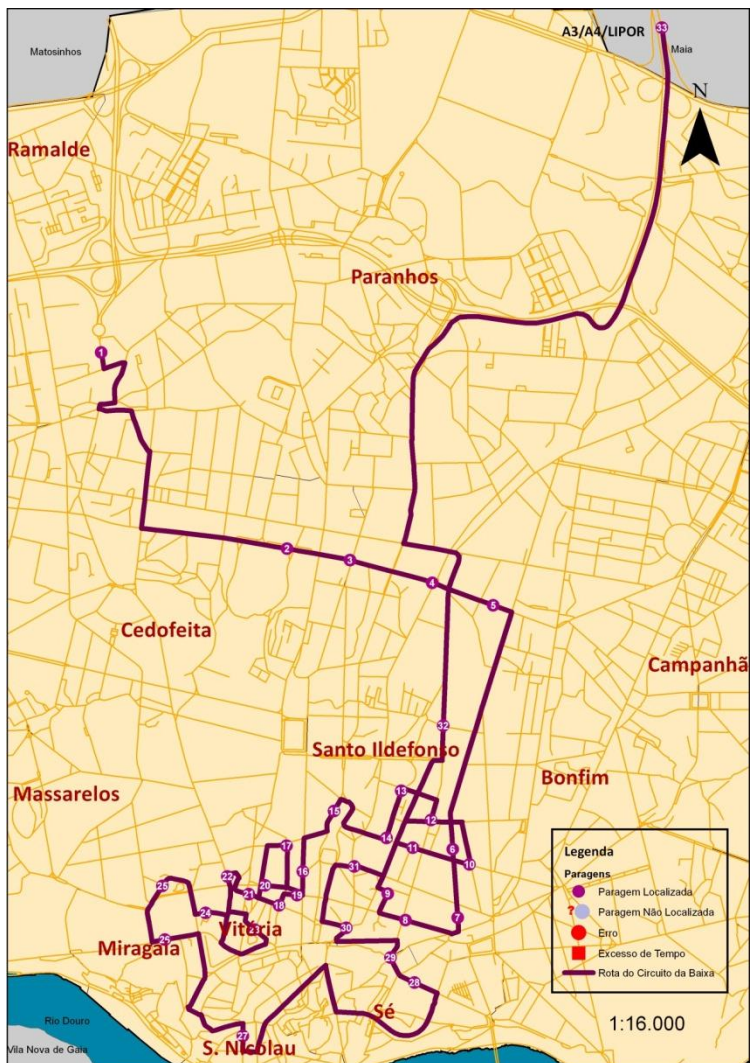 A3/A4/LIPOR
33
Matosinhos
Maia
N
Ramalde
Paranhos
1
2
3
4
5
Cedofeita
Campanhã
32
Santo Ildefonso
Bonfim
Massarelos
13
15
12
14
17
11
6
10
16
31
22
25
20
21
19
9
18
24
8
7
Vitória
30
26
Miragaia
29
28
Sé
27
S. Nicolau
Rio Douro
Vila Nova de Gaia
Legenda
Paragens
Paragem Localizada
? Paragem Não Localizada
Erro
Excesso de Tempo
Rota do Circuito da Baixa
1:16.000